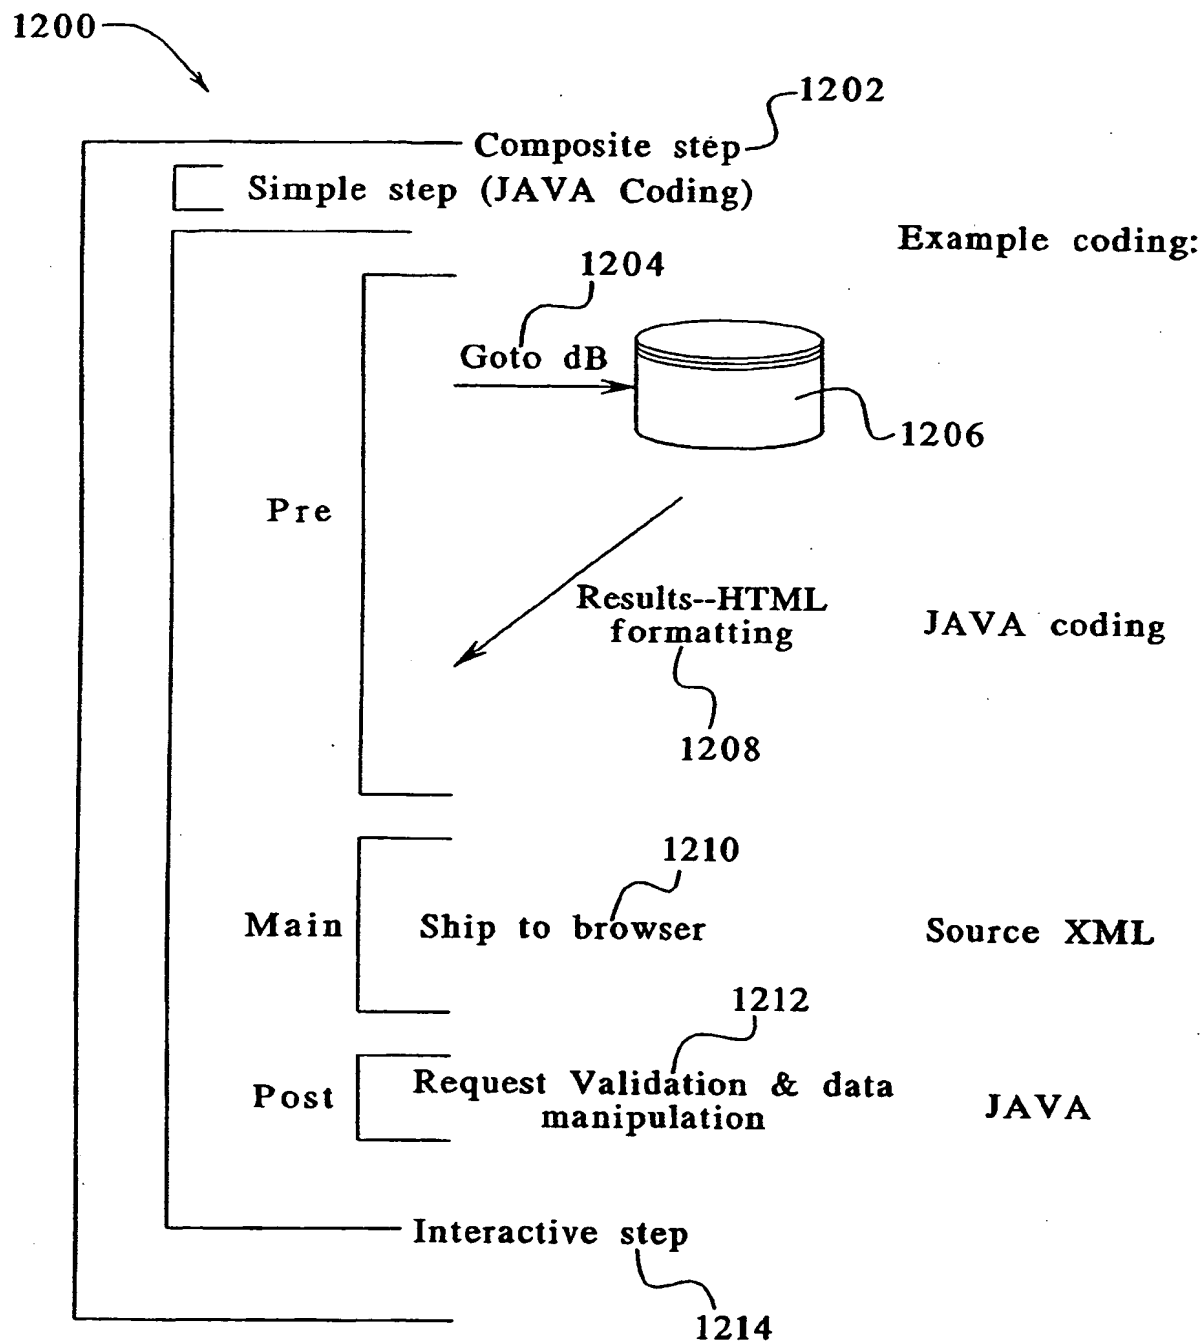 1200
1202
Composite step
Simple step (JAVA Coding)
Example coding:
1204
Goto dB
1206
Pre
Results--HTML
formatting
JAVA coding
1208
1210
Main
Ship to browser
Source XML
1212
Post
Request Validation & data
manipulation
JAVA
Interactive step
1214